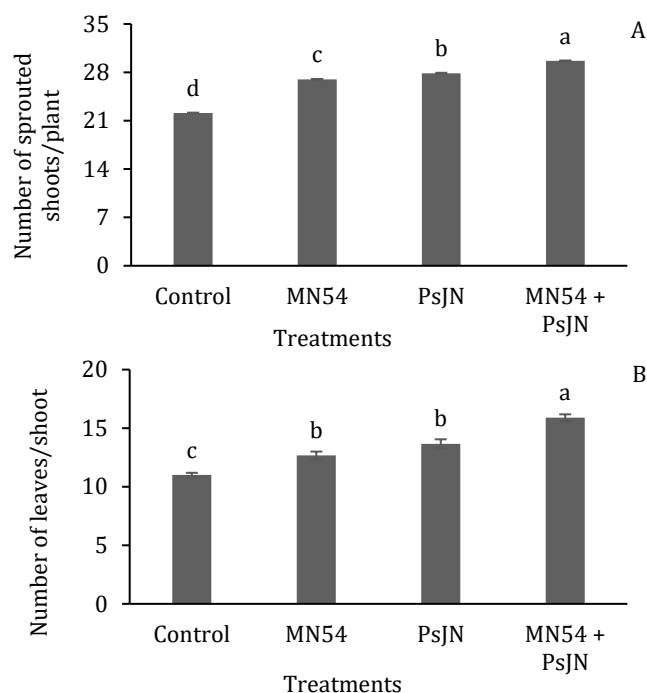 A
Number of sprouted
shoots/plant
35
28
21
14
7
0
d
c
b
a
Control
MN54
PsJN
MN54 +
PsJN
Treatments
B
Number of leaves/shoot
20
15
10
5
0
c
b
b
a
Control
MN54
PsJN
MN54 +
PsJN
Treatments